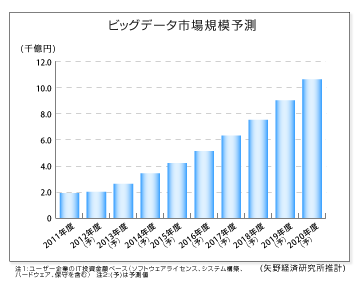 ビッグデータ市場規模予測
(千億円)
12.0
10.0
8.0
6.0
4.0
2.0
0
2011年度
2012年度
(予)
2013年度
(予)
2014年度
(予)
2015年度
(予)
2016年度
(予)
2017年度
(予)
2018年度
(予)
2019年度
(予)
2020年度
(予)
注1:ユーザー企業のIT投資金額ベース(ソフトウェアライセンス、システム構築、
ハードウェア、保守を含む) 注2:(予)は予測値
(矢野経済研究所推計)